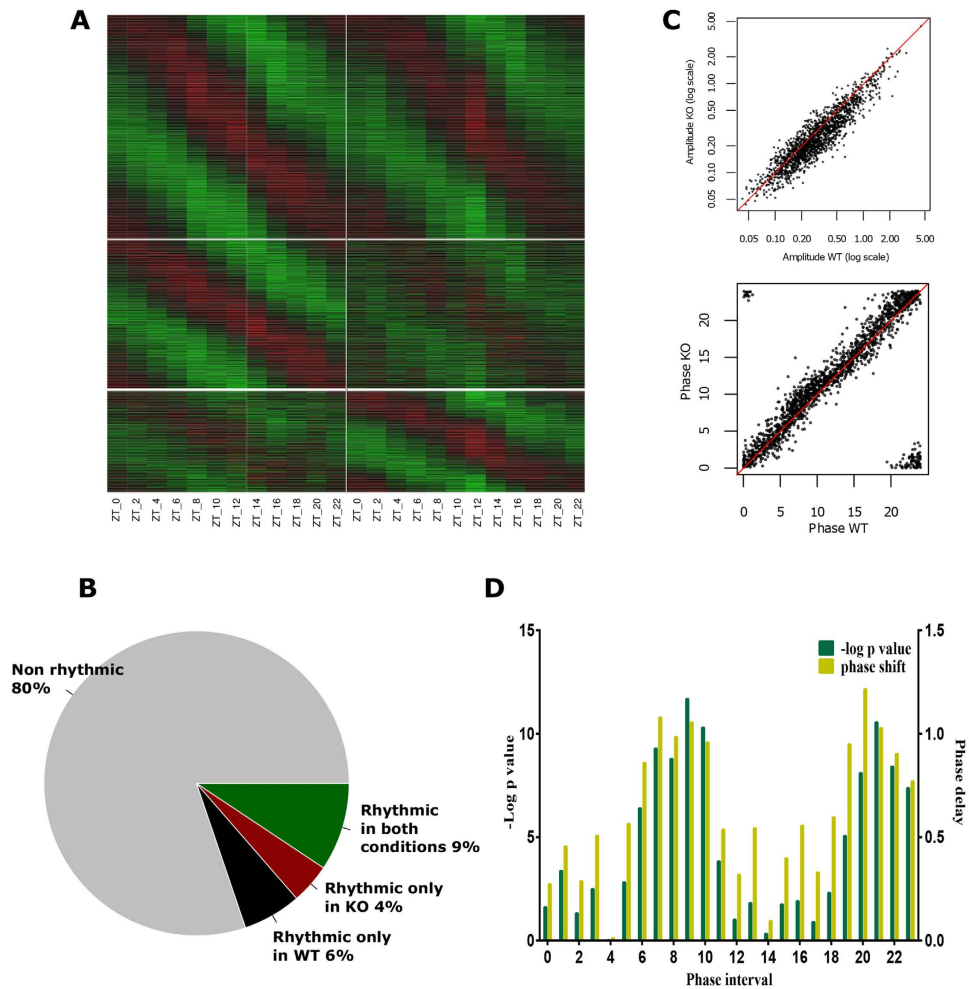 A
ZT_0 ZT_2 ZT_4 ZT_6 ZT_8 ZT_10 ZT_12 ZT_14 ZT_16 ZT_18 ZT_20 ZT_22 ZT_0 ZT_2 ZT_4 ZT_6 ZT_8 ZT_10 ZT_12 ZT_14 ZT_16 ZT_18 ZT_20 ZT_22
C
Amplitude KO (log scale)
5.00
2.00
1.00
0.50
0.20
0.10
0.05
0.05 0.10 0.20 0.50 1.00 2.00 5.00
Amplitude WT (log scale)
Phase KO
20
15
10
5
0
0 5 10 15 20
Phase WT
B
Non rhythmic
80%
Rhythmic
in both
conditions 9%
Rhythmic only
in KO 4%
Rhythmic only
in WT 6%
D
-Log p value
15
10
5
0
-log p value
phase shift
1.5
1.0
0.5
0.0
Phase delay
0 2 4 6 8 10 12 14 16 18 20 22
Phase interval